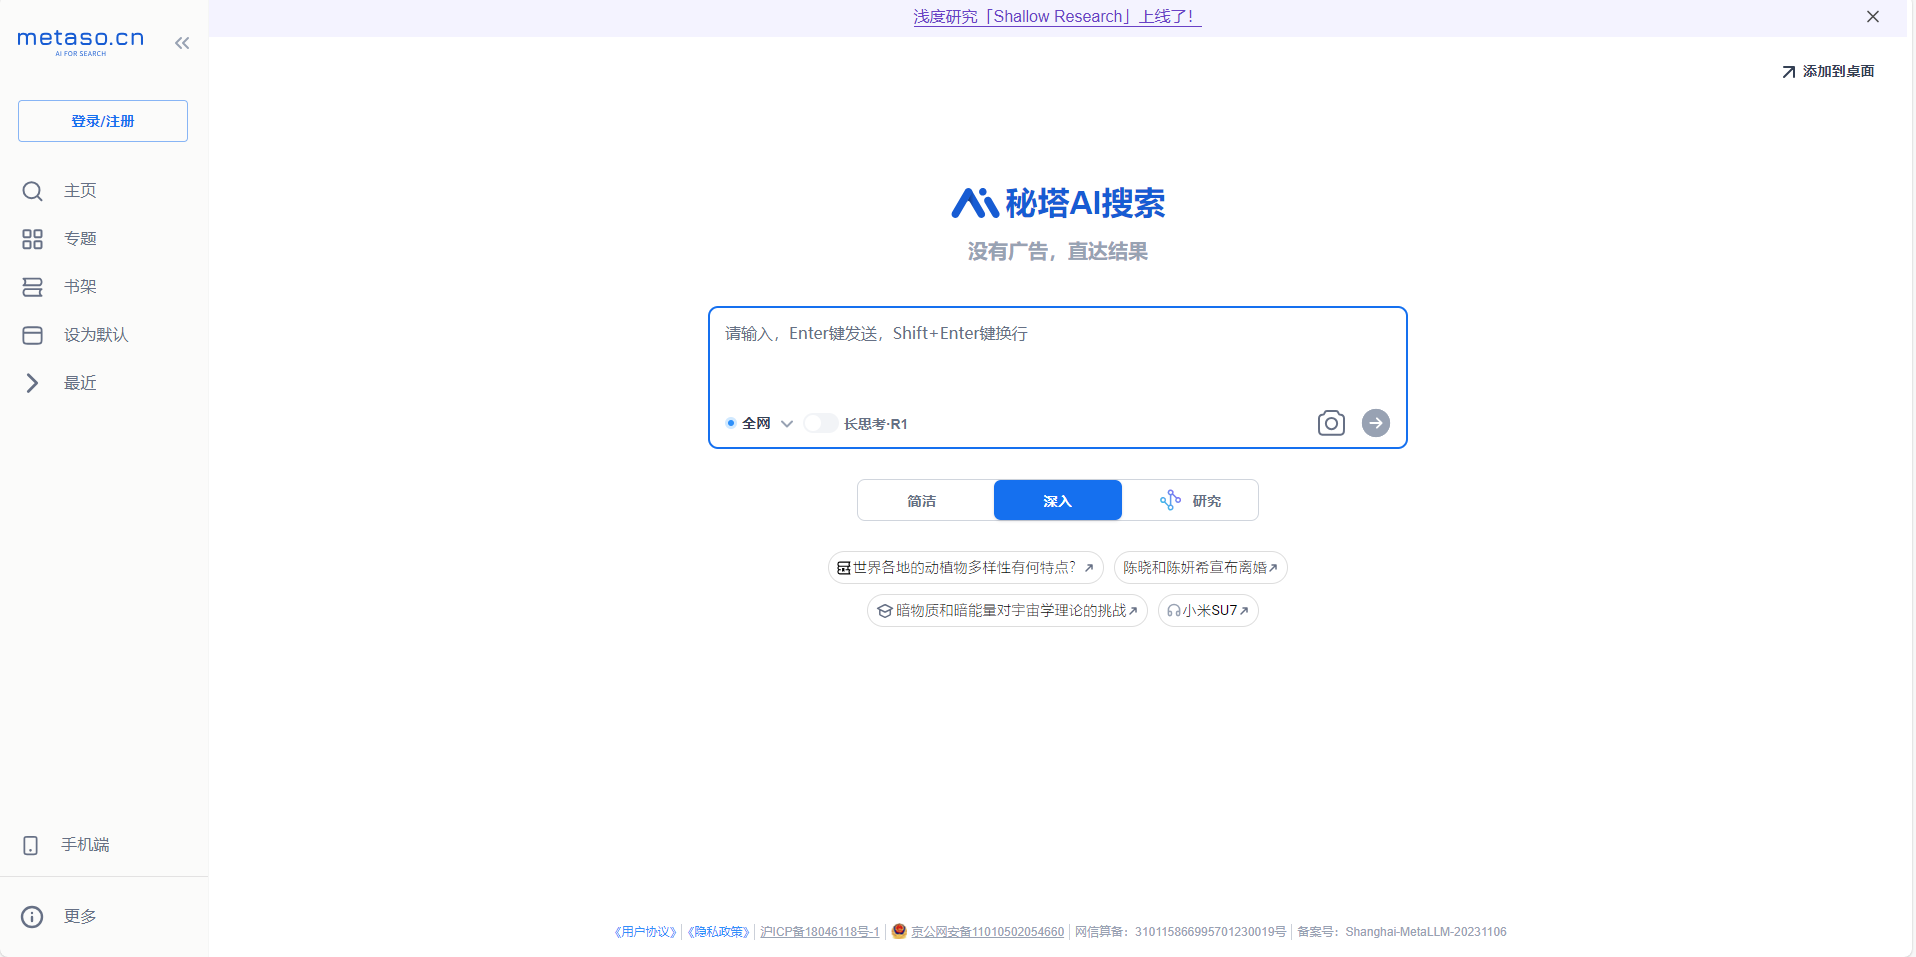 浅度研究「Shallow Research」上线了！
metaso.cn
AI FOR SEARCH
添加到桌面
登录/注册
主页
专题
书架
设为默认
最近
秘塔AI搜索
没有广告，直达结果
请输入，Enter键发送，Shift+Enter键换行
全网
长思考·R1
简洁
深入
研究
世界各地的动植物多样性有何特点？
陈晓和陈妍希宣布离婚
暗物质和暗能量对宇宙学理论的挑战
小米SU7
手机端
更多
《用户协议》 《隐私政策》 沪ICP备18046118号-1 京公网安备11010502054660 网信算备：310115866995701230019号 备案号：Shanghai-MetaLLM-20231106